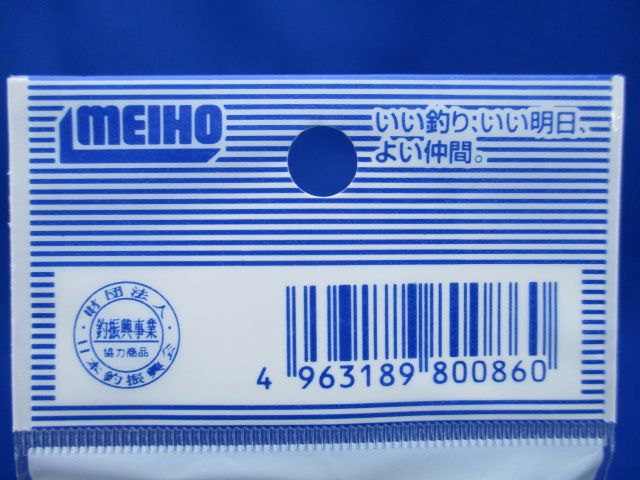 MEIHO
いい釣り、いい明日、
よい仲間。
財団法人
釣振興事業
協力商品
日本釣振興会
4 963189 800860